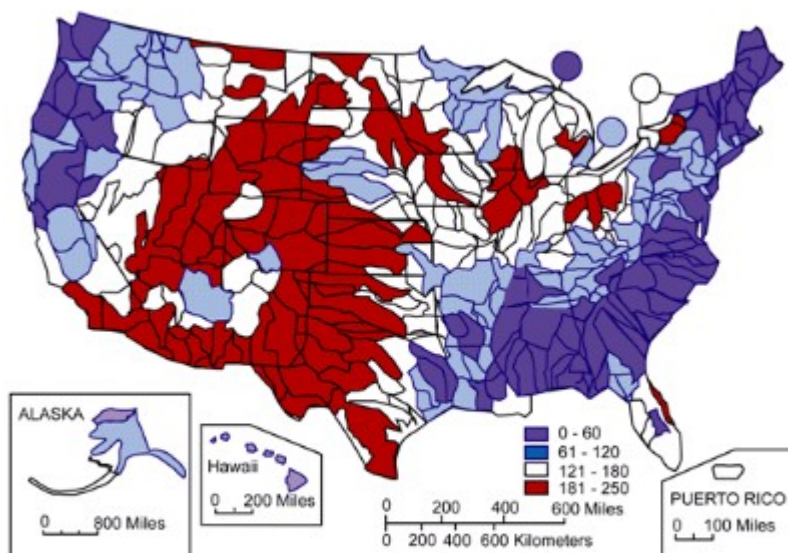 ALASKA
0 800 Miles
Hawaii
0 200 Miles
0 - 60
61 - 120
121 - 180
181 - 250
0 200 400 600 Miles
0 200 400 600 Kilometers
PUERTO RICO
0 100 Miles